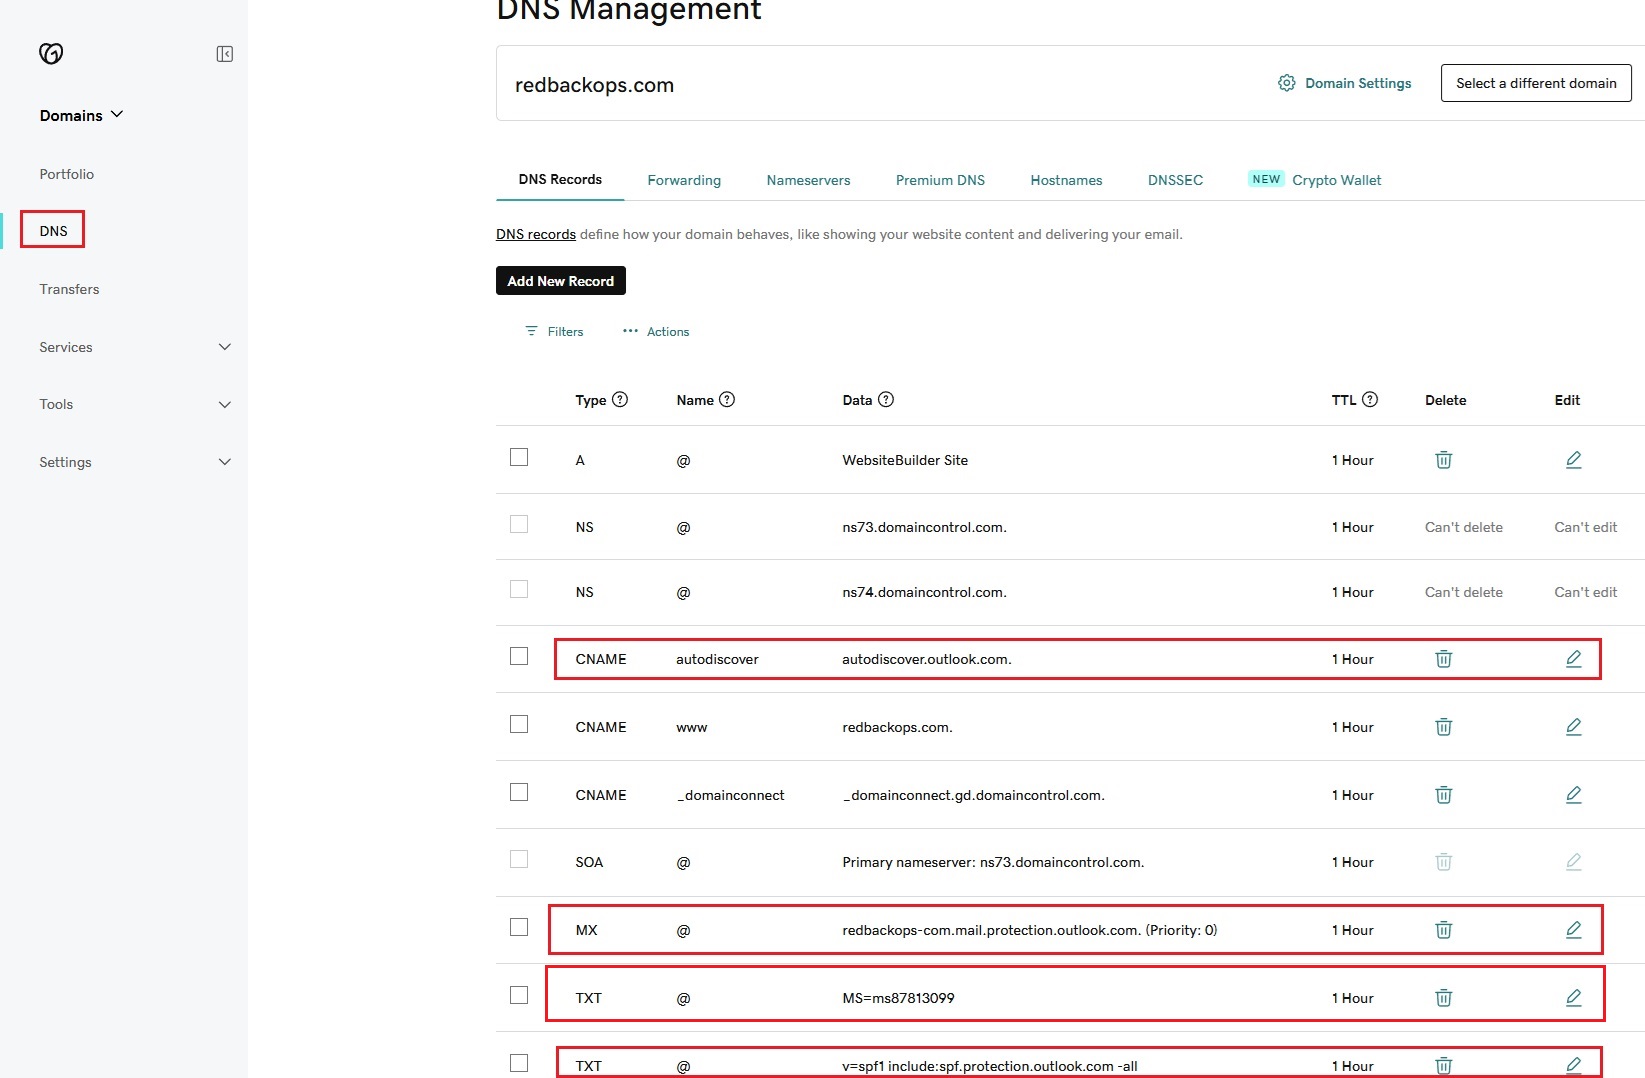 DNS Management
redbackops.com
Domain Settings
Select a different domain
Domains
Portfolio
DNS
Transfers
Services
Tools
Settings
DNS Records Forwarding Nameservers Premium DNS Hostnames DNSSEC NEW Crypto Wallet
DNS records define how your domain behaves, like showing your website content and delivering your email.
Add New Record
Filters Actions
Type Name Data TTL Delete Edit
A @ WebsiteBuilder Site 1 Hour
NS @ ns73.domaincontrol.com. 1 Hour Can't delete Can't edit
NS @ ns74.domaincontrol.com. 1 Hour Can't delete Can't edit
CNAME autodiscover autodiscover.outlook.com. 1 Hour
CNAME www redbackops.com. 1 Hour
CNAME _domainconnect _domainconnect.gd.domaincontrol.com. 1 Hour
SOA @ Primary nameserver: ns73.domaincontrol.com. 1 Hour
MX @ redbackops-com.mail.protection.outlook.com. (Priority: 0) 1 Hour
TXT @ MS=ms87813099 1 Hour
TXT @ v=spf1 include:spf.protection.outlook.com -all 1 Hour